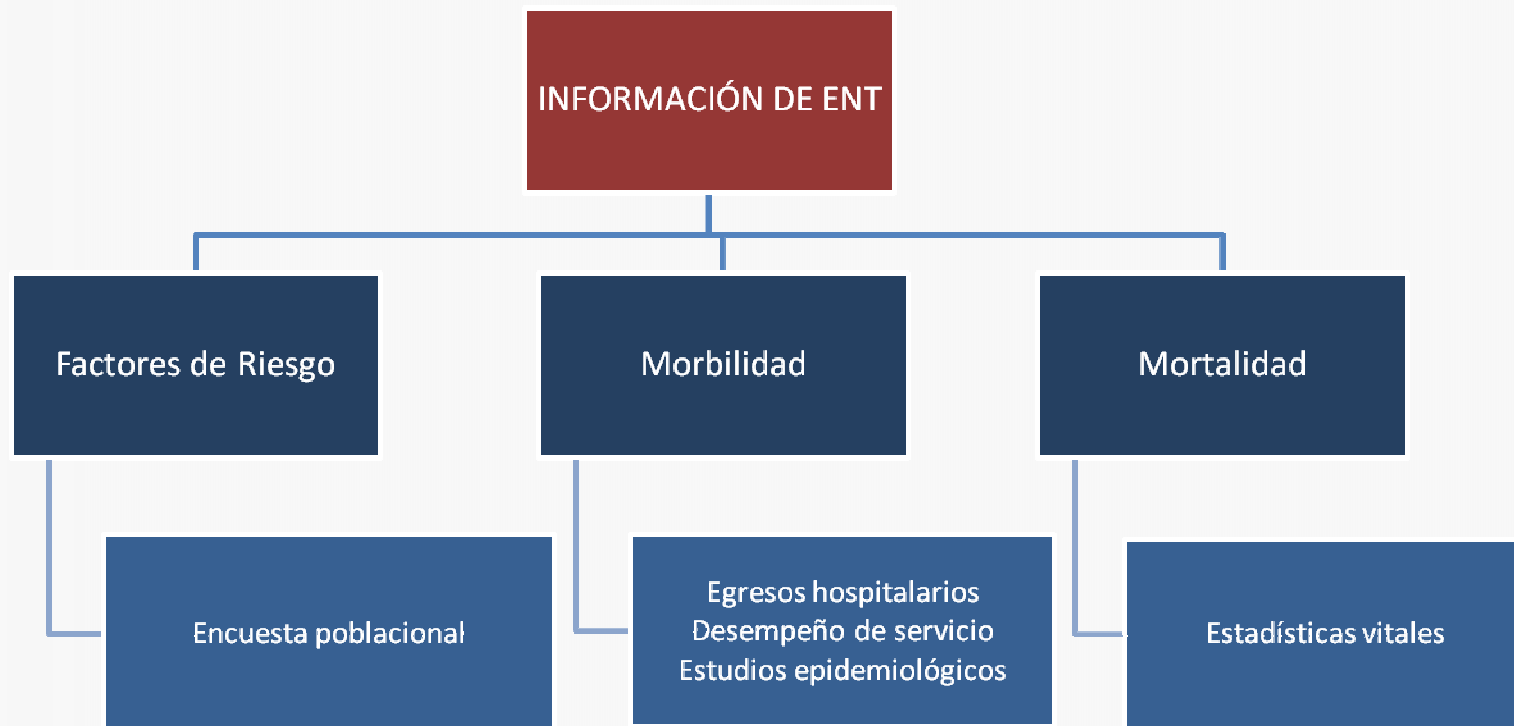 INFORMACIÓN DE ENT
Factores de Riesgo
Morbilidad
Mortalidad
Encuesta poblacional
Egresos hospitalarios
Desempeño de servicio
Estudios epidemiológicos
Estadísticas vitales